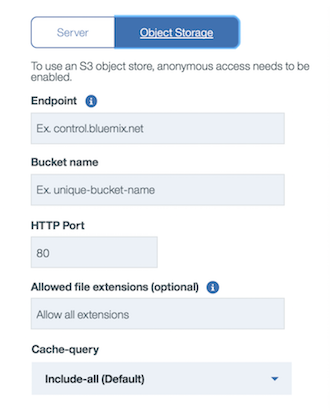 Server
Object Storage
To use an S3 object store, anonymous access needs to be
enabled.
Endpoint i
Ex. control.bluemix.net
Bucket name
Ex. unique-bucket-name
HTTP Port
80
Allowed file extensions (optional) i
Allow all extensions
Cache-query
Include-all (Default)